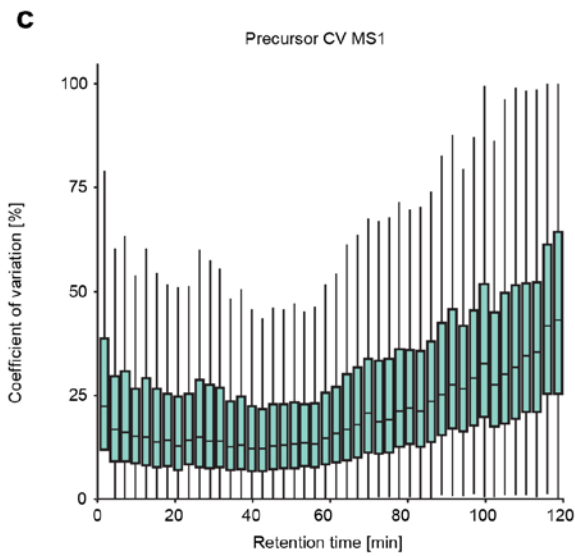 c
Precursor CV MS1
100
75
50
25
0
Coefficient of variation [%]
0 20 40 60 80 100 120
Retention time [min]